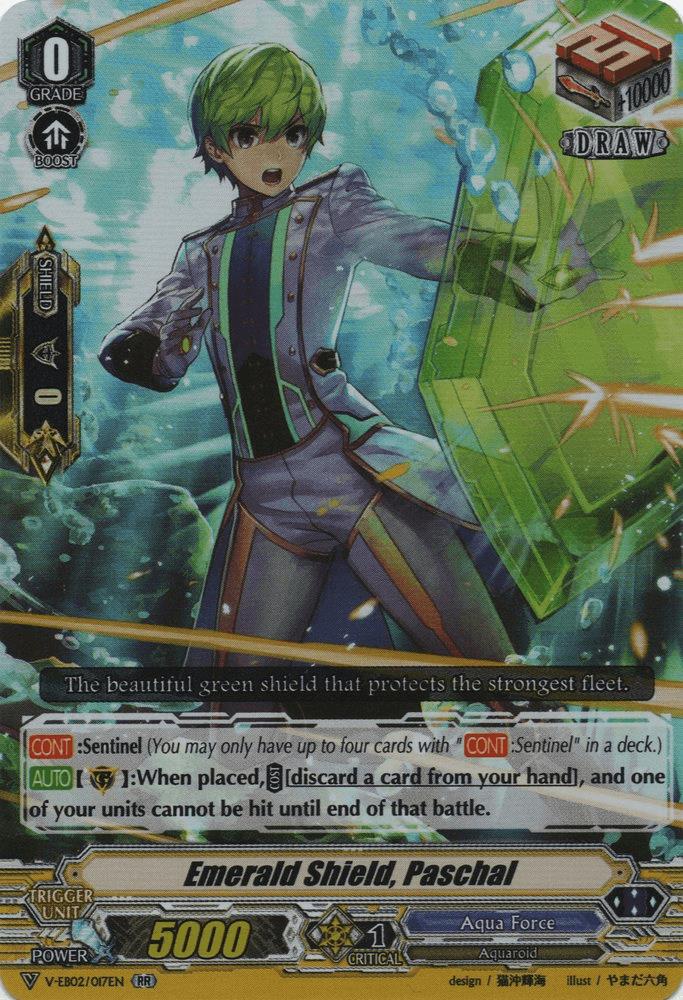 0
GRADE
BOOST
+10000
DRAW
SHIELD
0
The beautiful green shield that protects the strongest fleet.
CONT:Sentinel (You may only have up to four cards with "CONT:Sentinel" in a deck.)
AUTO[ G ]:When placed, COST[discard a card from your hand], and one
of your units cannot be hit until end of that battle.
Emerald Shield, Paschal
TRIGGER
UNIT
POWER 5000
1
CRITICAL
Aqua Force
Aquaroid
V-EB02/017EN RR
design / 猫沖輝海 illust / やまだ六角